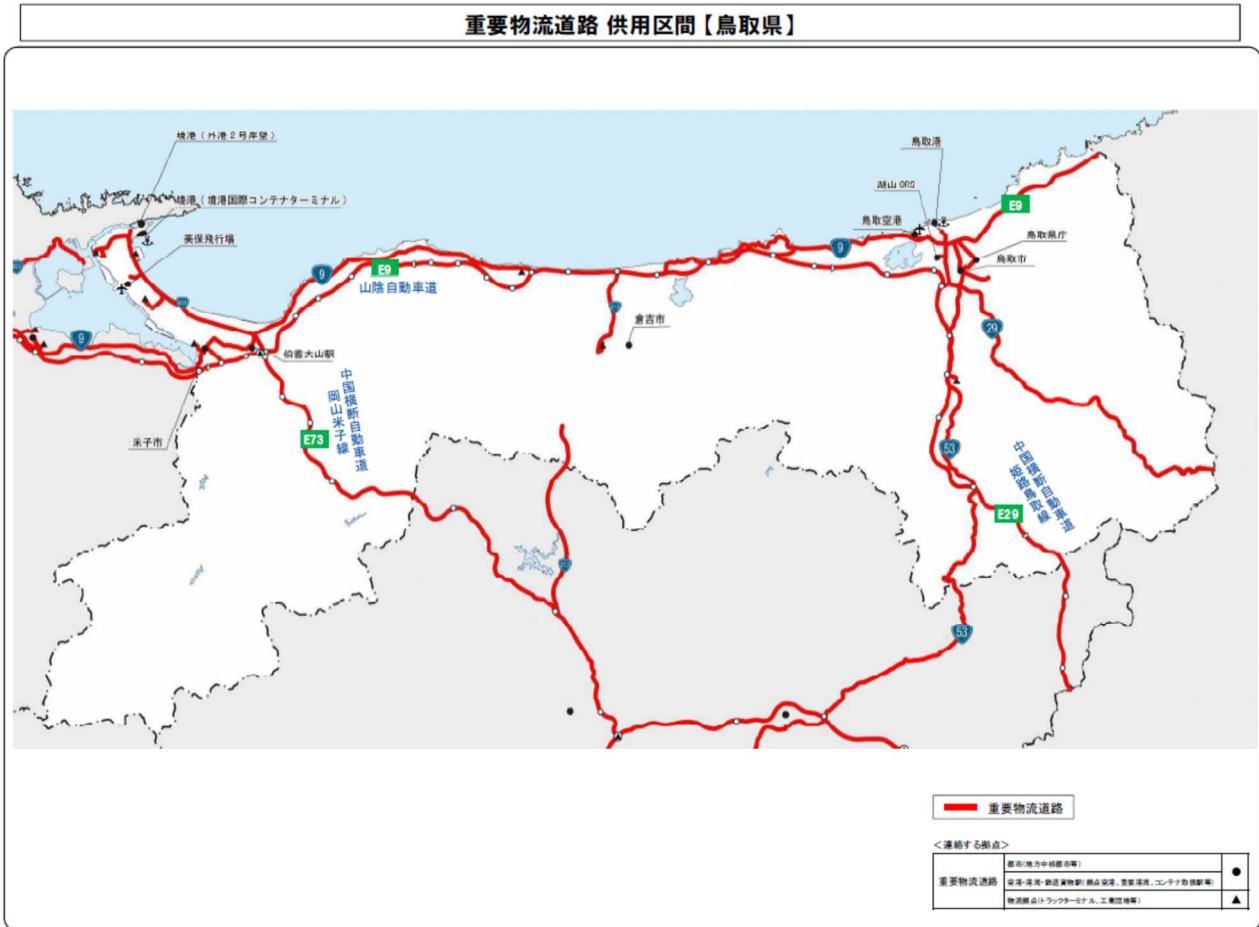 重要物流道路 供用区間【鳥取県】
境港(外港2号岸壁)
境港(境港国際コンテナターミナル)
美保飛行場
鳥取港
湖山ORS
鳥取空港
E9
鳥取県庁
鳥取市
9
9
E9
山陰自動車道
9
29
倉吉市
伯耆大山駅
米子市
中国横断自動車道
岡山米子線
E73
53
中国横断自動車道
姫路鳥取線
E29
53
重要物流道路
<連絡する拠点>
重要物流道路
都市(地方中核都市等)
●
空港・港湾・鉄道貨物駅(拠点空港、重要港湾、コンテナ取扱駅等)
物流拠点(トラックターミナル、工業団地等)
▲